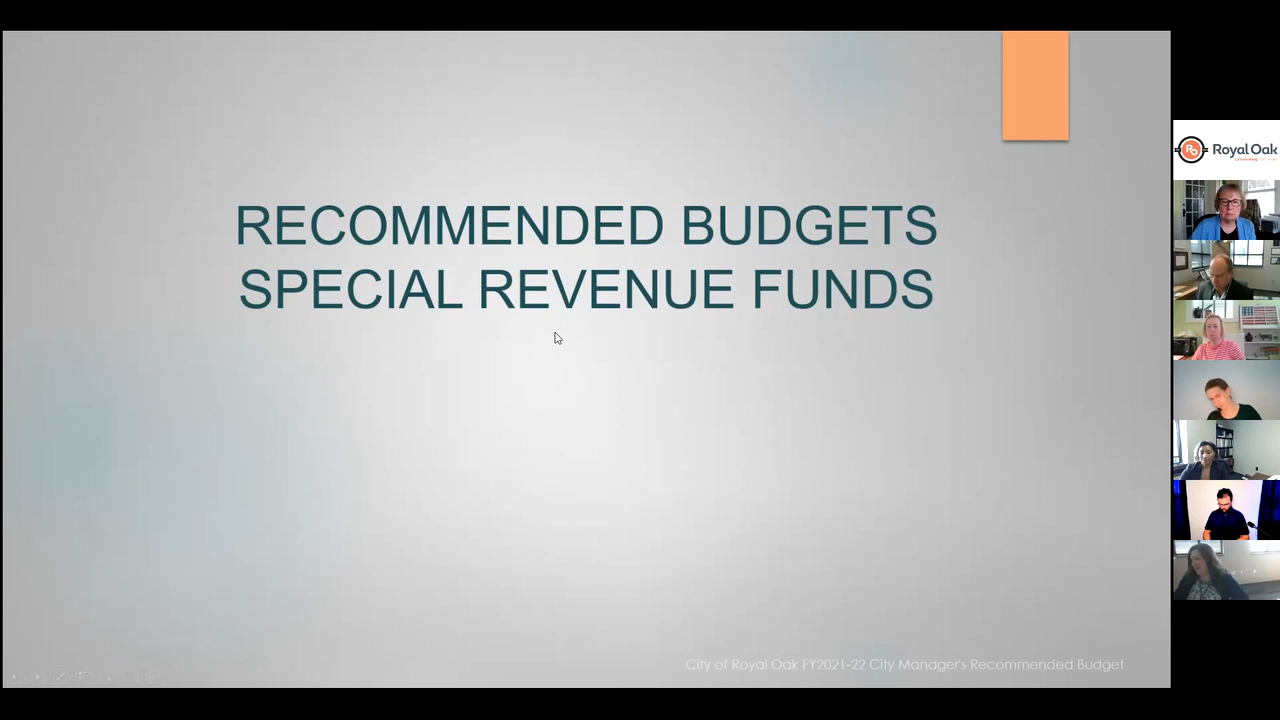 RECOMMENDED BUDGETS
SPECIAL REVENUE FUNDS
City of Royal Oak FY2021-22 City Manager's Recommended Budget
Royal Oak